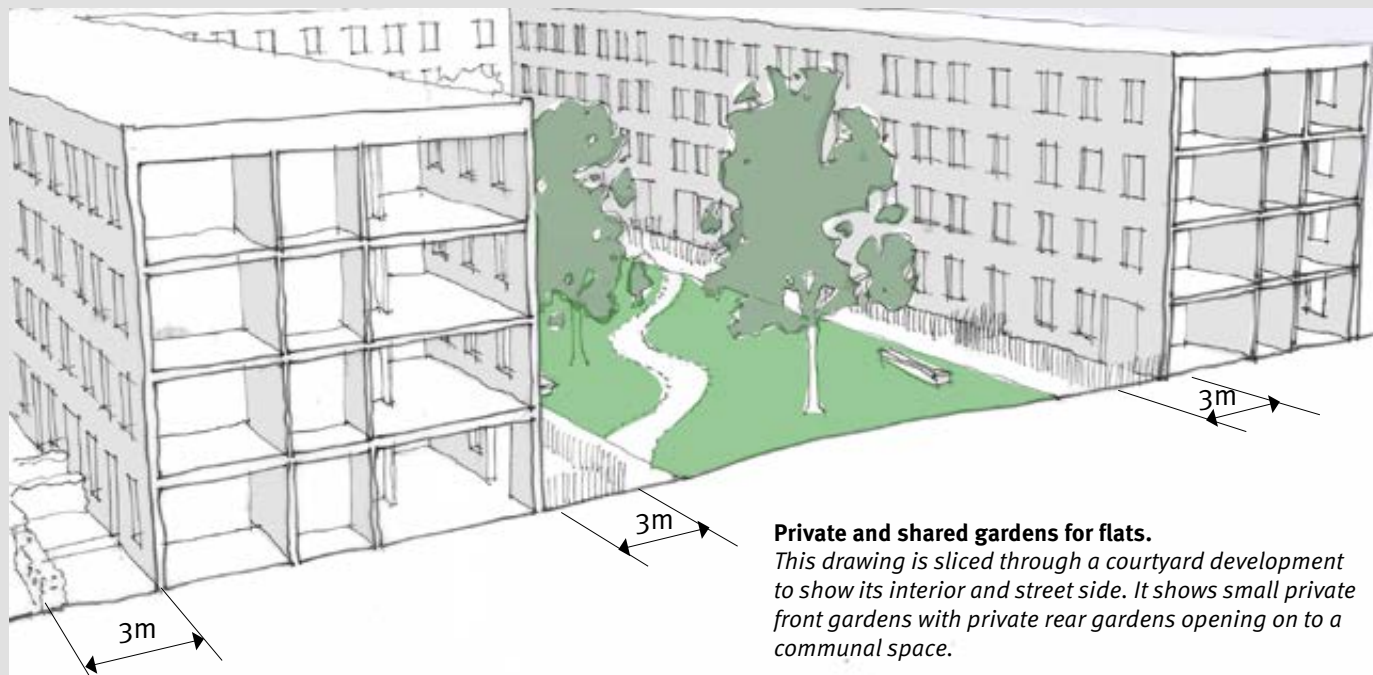 3m
3m
3m
Private and shared gardens for flats.
This drawing is sliced through a courtyard development
to show its interior and street side. It shows small private
front gardens with private rear gardens opening on to a
communal space.